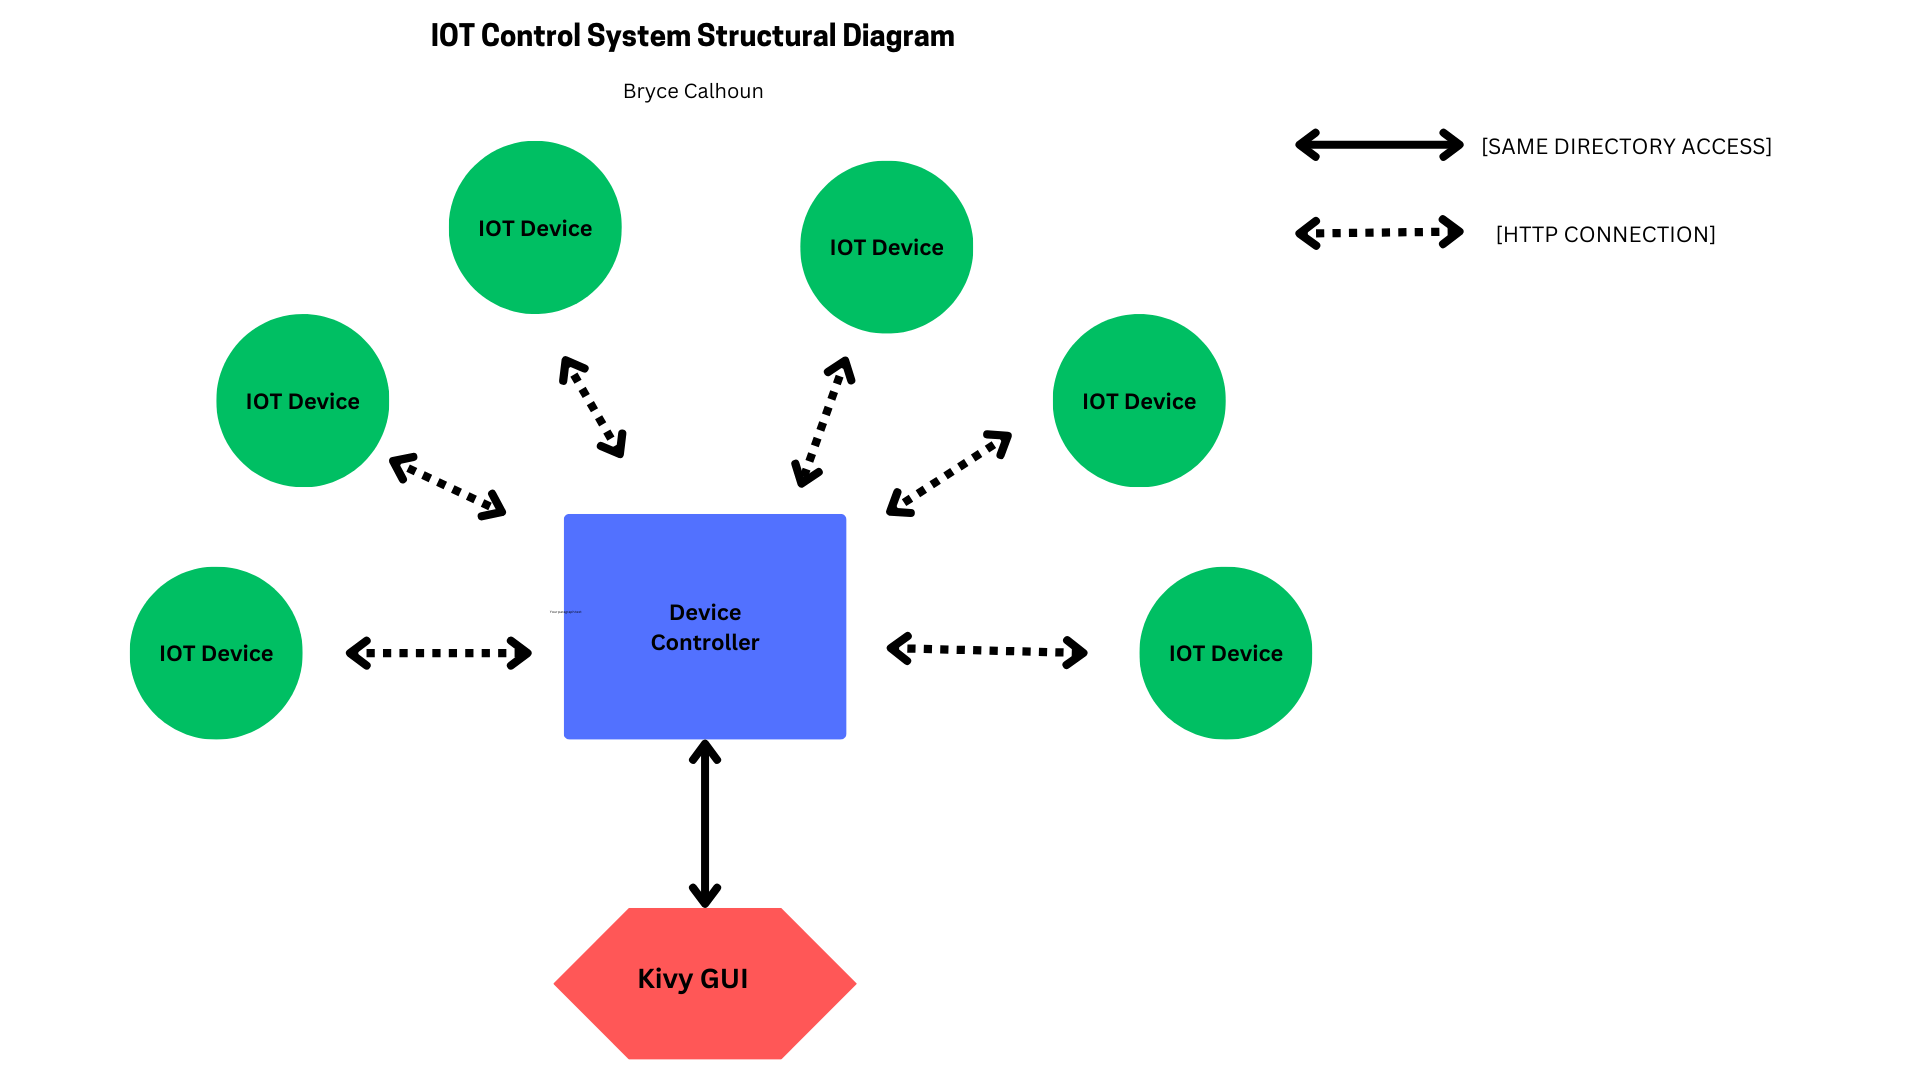 IOT Control System Structural Diagram
Bryce Calhoun
[SAME DIRECTORY ACCESS]
[HTTP CONNECTION]
IOT Device
IOT Device
IOT Device
IOT Device
Device
Controller
IOT Device
IOT Device
Kivy GUI